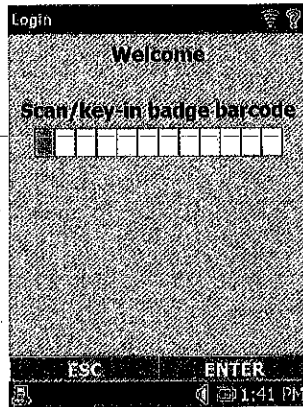 Login
Welcome
Scan/key-in badge barcode
ESC ENTER
1:41 PM